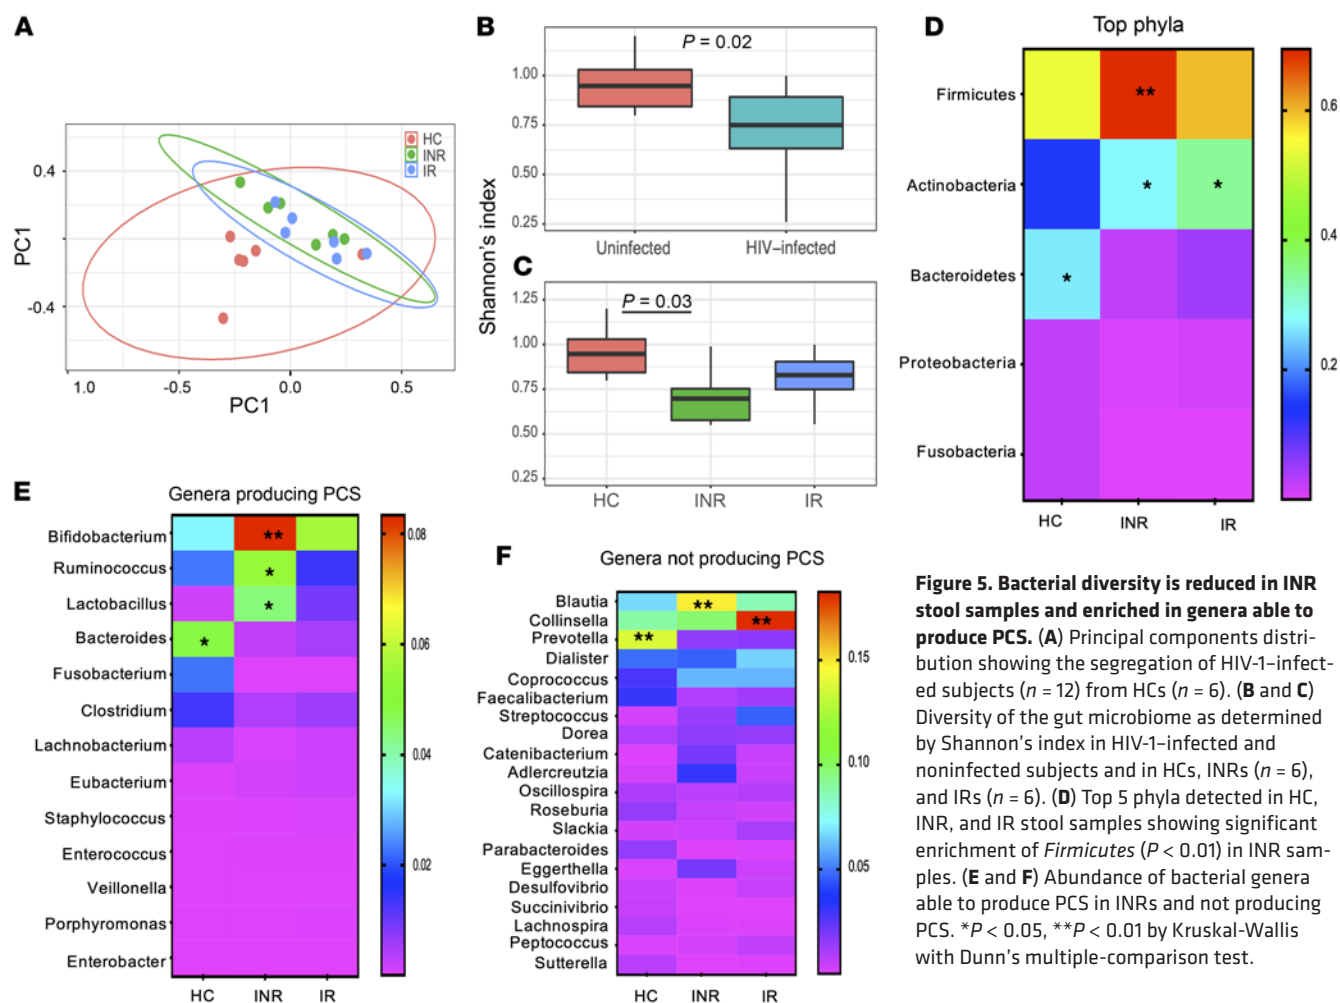 A
HC
INR
IR
0.4
-0.4
PC1
1.0
-0.5
0.0
0.5
PC1
B
P = 0.02
1.00
0.75
0.50
0.25
Uninfected
HIV–infected
Shannon's index
C
P = 0.03
1.25
1.00
0.75
0.50
0.25
HC
INR
IR
D
Top phyla
Firmicutes
**
Actinobacteria
*
*
Bacteroidetes
*
Proteobacteria
Fusobacteria
HC
INR
IR
0.6
0.4
0.2
E
Genera producing PCS
Bifidobacterium
**
Ruminococcus
*
Lactobacillus
*
Bacteroides
*
Fusobacterium
Clostridium
Lachnobacterium
Eubacterium
Staphylococcus
Enterococcus
Veillonella
Porphyromonas
Enterobacter
HC
INR
IR
0.08
0.06
0.04
0.02
F
Genera not producing PCS
Blautia
**
Collinsella
**
Prevotella
**
Dialister
Coprococcus
Faecalibacterium
Streptococcus
Dorea
Catenibacterium
Adlercreutzia
Oscillospira
Roseburia
Slackia
Parabacteroides
Eggerthella
Desulfovibrio
Succinivibrio
Lachnospira
Peptococcus
Sutterella
HC
INR
IR
0.15
0.10
0.05
Figure 5. Bacterial diversity is reduced in INR
stool samples and enriched in genera able to
produce PCS. (A) Principal components distri-
bution showing the segregation of HIV-1–infect-
ed subjects (n = 12) from HCs (n = 6). (B and C)
Diversity of the gut microbiome as determined
by Shannon's index in HIV-1–infected and
noninfected subjects and in HCs, INRs (n = 6),
and IRs (n = 6). (D) Top 5 phyla detected in HC,
INR, and IR stool samples showing significant
enrichment of Firmicutes (P < 0.01) in INR sam-
ples. (E and F) Abundance of bacterial genera
able to produce PCS in INRs and not producing
PCS. *P < 0.05, **P < 0.01 by Kruskal-Wallis
with Dunn's multiple-comparison test.